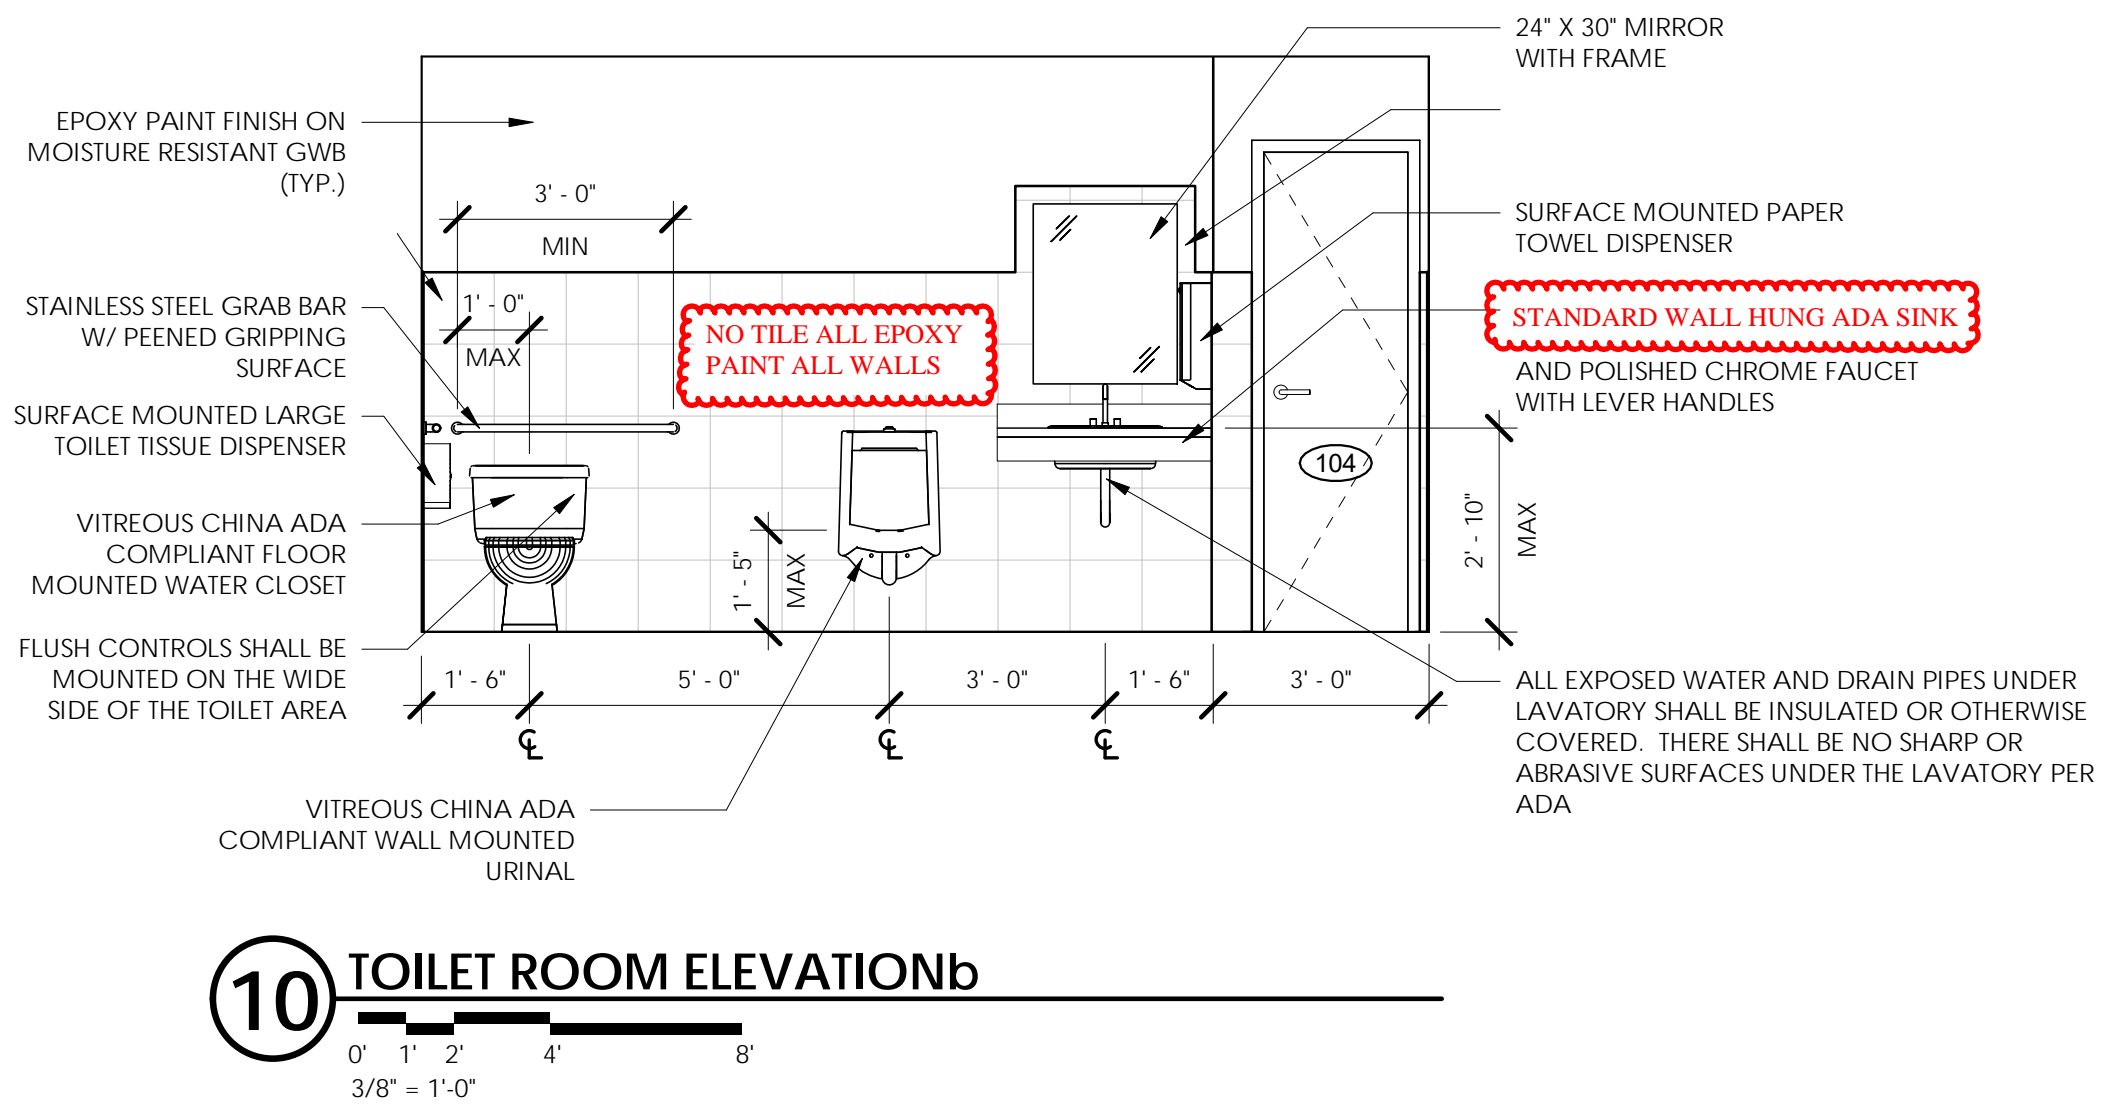 24" X 30" MIRROR
WITH FRAME
EPOXY PAINT FINISH ON
MOISTURE RESISTANT GWB
(TYP.)
3' - 0"
MIN
SURFACE MOUNTED PAPER
TOWEL DISPENSER
STAINLESS STEEL GRAB BAR
W/ PEENED GRIPPING
SURFACE
1' - 0"
MAX
NO TILE ALL EPOXY
PAINT ALL WALLS
STANDARD WALL HUNG ADA SINK
AND POLISHED CHROME FAUCET
WITH LEVER HANDLES
SURFACE MOUNTED LARGE
TOILET TISSUE DISPENSER
104
VITREOUS CHINA ADA
COMPLIANT FLOOR
MOUNTED WATER CLOSET
1' - 5"
MAX
2' - 10"
MAX
FLUSH CONTROLS SHALL BE
MOUNTED ON THE WIDE
SIDE OF THE TOILET AREA
1' - 6"
5' - 0"
3' - 0"
1' - 6"
3' - 0"
℄
℄
℄
ALL EXPOSED WATER AND DRAIN PIPES UNDER
LAVATORY SHALL BE INSULATED OR OTHERWISE
COVERED. THERE SHALL BE NO SHARP OR
ABRASIVE SURFACES UNDER THE LAVATORY PER
ADA
VITREOUS CHINA ADA
COMPLIANT WALL MOUNTED
URINAL
10
TOILET ROOM ELEVATIONb
0' 1' 2' 4' 8'
3/8" = 1'-0"